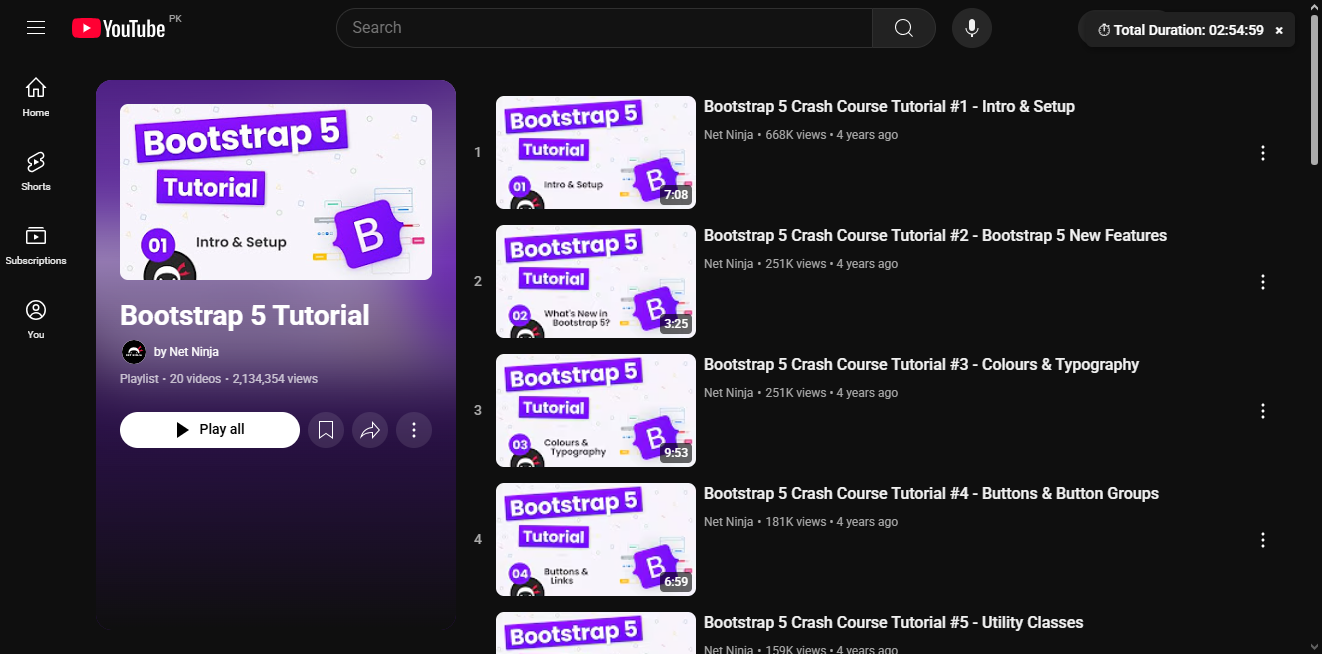 YouTube PK
Search
Total Duration: 02:54:59 ×
Home
Shorts
Subscriptions
You
Bootstrap 5
Tutorial
01
Intro & Setup
B
Bootstrap 5 Tutorial
by Net Ninja
Playlist • 20 videos • 2,134,354 views
Play all
1
Bootstrap 5
Tutorial
01
Intro & Setup
B
7:08
Bootstrap 5 Crash Course Tutorial #1 - Intro & Setup
Net Ninja • 668K views • 4 years ago
2
Bootstrap 5
Tutorial
02
What's New in
Bootstrap 5?
B
3:25
Bootstrap 5 Crash Course Tutorial #2 - Bootstrap 5 New Features
Net Ninja • 251K views • 4 years ago
3
Bootstrap 5
Tutorial
03
Colours &
Typography
B
9:53
Bootstrap 5 Crash Course Tutorial #3 - Colours & Typography
Net Ninja • 251K views • 4 years ago
4
Bootstrap 5
Tutorial
04
Buttons &
Links
B
6:59
Bootstrap 5 Crash Course Tutorial #4 - Buttons & Button Groups
Net Ninja • 181K views • 4 years ago
Bootstrap 5
Bootstrap 5 Crash Course Tutorial #5 - Utility Classes
Net Ninja • 159K views • 4 years ago